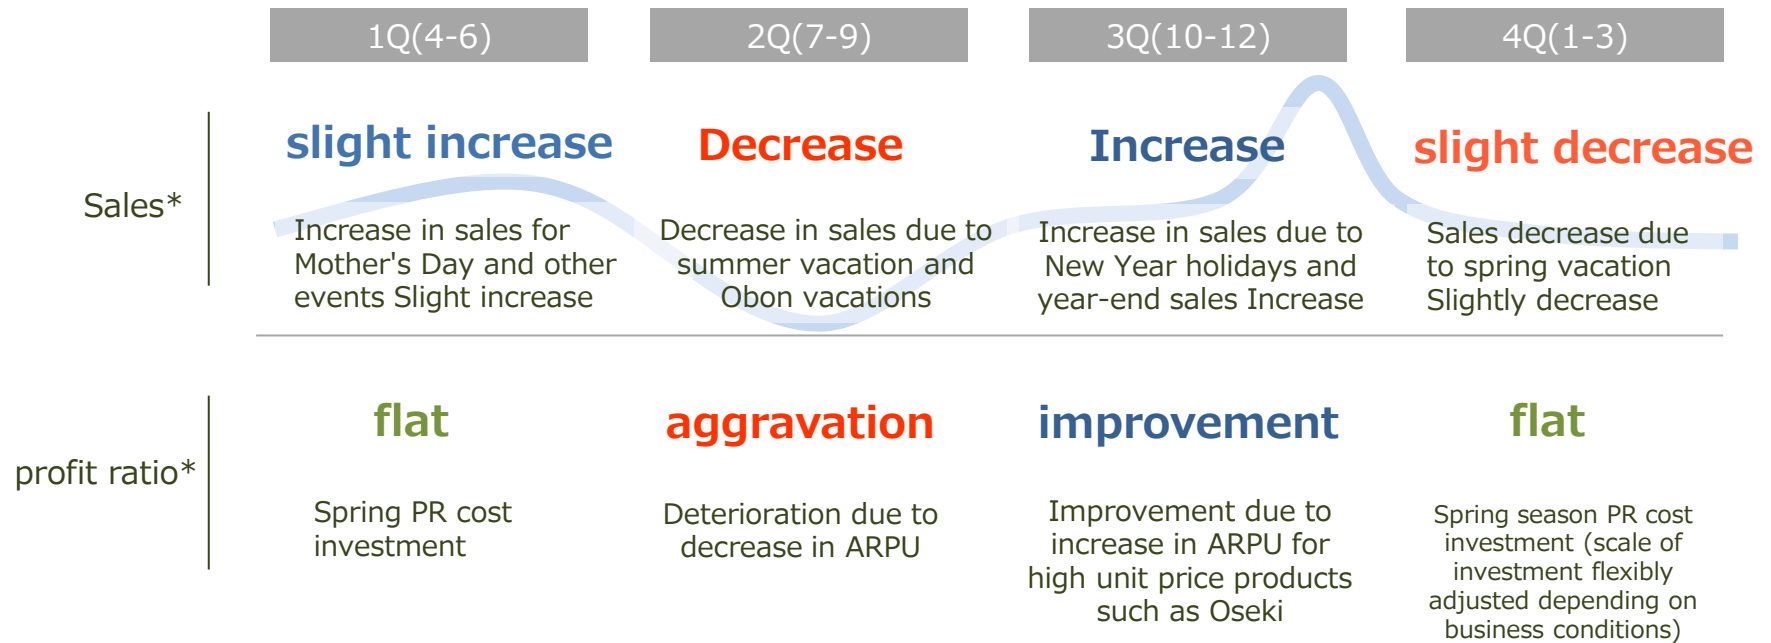 1Q(4-6)
2Q(7-9)
3Q(10-12)
4Q(1-3)
Sales*
slight increase
Increase in sales for
Mother's Day and other
events Slight increase
Decrease
Decrease in sales due to
summer vacation and
Obon vacations
Increase
Increase in sales due to
New Year holidays and
year-end sales Increase
slight decrease
Sales decrease due
to spring vacation
Slightly decrease
profit ratio*
flat
Spring PR cost
investment
aggravation
Deterioration due to
decrease in ARPU
improvement
Improvement due to
increase in ARPU for
high unit price products
such as Oseki
flat
Spring season PR cost
investment (scale of
investment flexibly
adjusted depending on
business conditions)